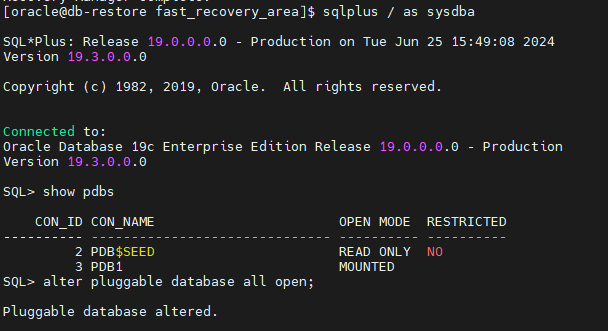 [oracle@db-restore fast_recovery_area]$ sqlplus / as sysdba
SQL*Plus: Release 19.0.0.0.0 - Production on Tue Jun 25 15:49:08 2024
Version 19.3.0.0.0
Copyright (c) 1982, 2019, Oracle.  All rights reserved.
Connected to:
Oracle Database 19c Enterprise Edition Release 19.0.0.0.0 - Production
Version 19.3.0.0.0
SQL> show pdbs
    CON_ID CON_NAME                       OPEN MODE  RESTRICTED
---------- ------------------------------ ---------- ----------
         2 PDB$SEED                       READ ONLY  NO
         3 PDB1                           MOUNTED
SQL> alter pluggable database all open;
Pluggable database altered.